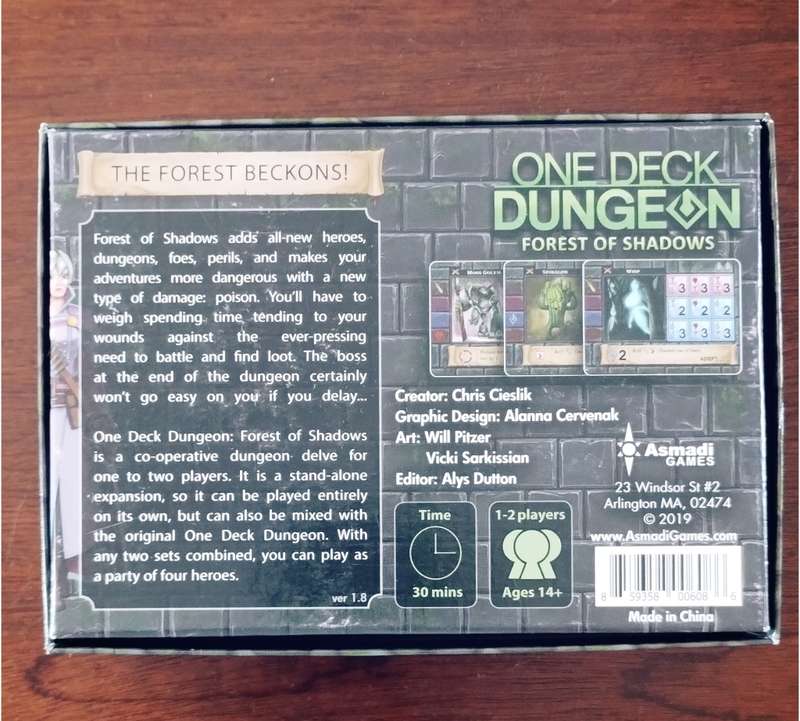 THE FOREST BECKONS!
Forest of Shadows adds all-new heroes,
dungeons, foes, perils, and makes your
adventures more dangerous with a new
type of damage: poison. You'll have to
weigh spending time tending to your
wounds against the ever-pressing
need to battle and find loot. The boss
at the end of the dungeon certainly
won't go easy on you if you delay...
One Deck Dungeon: Forest of Shadows
is a co-operative dungeon delve for
one to two players. It is a stand-alone
expansion, so it can be played entirely
on its own, but can also be mixed with
the original One Deck Dungeon. With
any two sets combined, you can play as
a party of four heroes.
ver 1.8
ONE DECK
DUNGEON
FOREST OF SHADOWS
WISP
3 3 3
2 2 2
3 3 3
2
Creator: Chris Cieslik
Graphic Design: Alanna Cervenak
Art: Will Pitzer
Vicki Sarkissian
Editor: Alys Dutton
Asmadi
GAMES
23 Windsor St #2
Arlington MA, 02474
© 2019
www.AsmadiGames.com
Time
30 mins
1-2 players
Ages 14+
8 59358 00608 6
Made in China